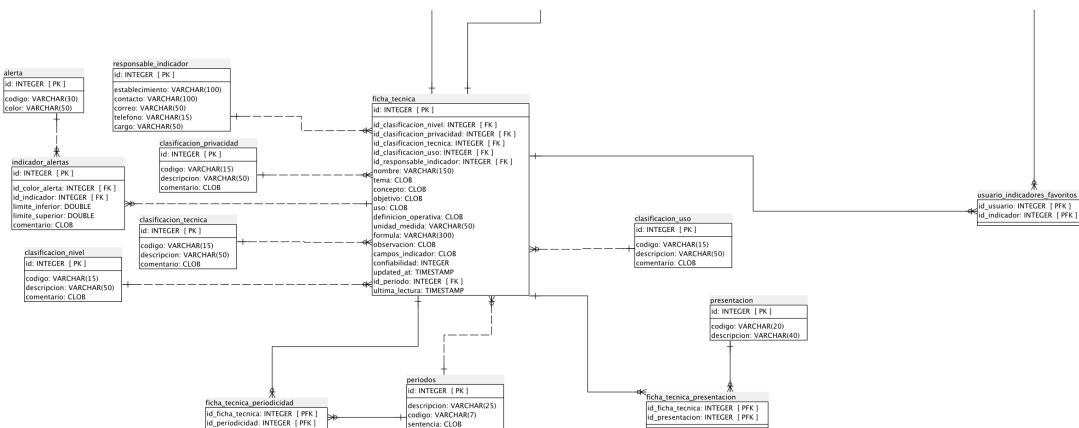 alerta
id: INTEGER [ PK ]
codigo: VARCHAR(30)
color: VARCHAR(50)
responsable_indicador
id: INTEGER [ PK ]
establecimiento: VARCHAR(100)
contacto: VARCHAR(100)
correo: VARCHAR(50)
telefono: VARCHAR(15)
cargo: VARCHAR(50)
clasificacion_privacidad
id: INTEGER [ PK ]
codigo: VARCHAR(15)
descripcion: VARCHAR(50)
comentario: CLOB
indicador_alertas
id: INTEGER [ PK ]
id_color_alerta: INTEGER [ FK ]
id_indicador: INTEGER [ FK ]
limite_inferior: DOUBLE
limite_superior: DOUBLE
comentario: CLOB
clasificacion_tecnica
id: INTEGER [ PK ]
codigo: VARCHAR(15)
descripcion: VARCHAR(50)
comentario: CLOB
clasificacion_nivel
id: INTEGER [ PK ]
codigo: VARCHAR(15)
descripcion: VARCHAR(50)
comentario: CLOB
ficha_tecnica
id: INTEGER [ PK ]
id_clasificacion_nivel: INTEGER [ FK ]
id_clasificacion_privacidad: INTEGER [ FK ]
id_clasificacion_tecnica: INTEGER [ FK ]
id_clasificacion_uso: INTEGER [ FK ]
id_responsable_indicador: INTEGER [ FK ]
nombre: VARCHAR(150)
tema: CLOB
concepto: CLOB
objetivo: CLOB
uso: CLOB
definicion_operativa: CLOB
unidad_medida: VARCHAR(50)
formula: VARCHAR(300)
observacion: CLOB
campos_indicador: CLOB
confiabilidad: INTEGER
updated_at: TIMESTAMP
id_periodo: INTEGER [ FK ]
ultima_lectura: TIMESTAMP
clasificacion_uso
id: INTEGER [ PK ]
codigo: VARCHAR(15)
descripcion: VARCHAR(50)
comentario: CLOB
usuario_indicadores_favoritos
id_usuario: INTEGER [ PFK ]
id_indicador: INTEGER [ PFK ]
presentacion
id: INTEGER [ PK ]
codigo: VARCHAR(20)
descripcion: VARCHAR(40)
ficha_tecnica_periodicidad
id_ficha_tecnica: INTEGER [ PFK ]
id_periodicidad: INTEGER [ PFK ]
periodos
id: INTEGER [ PK ]
descripcion: VARCHAR(25)
codigo: VARCHAR(7)
sentencia: CLOB
ficha_tecnica_presentacion
id_ficha_tecnica: INTEGER [ PFK ]
id_presentacion: INTEGER [ PFK ]